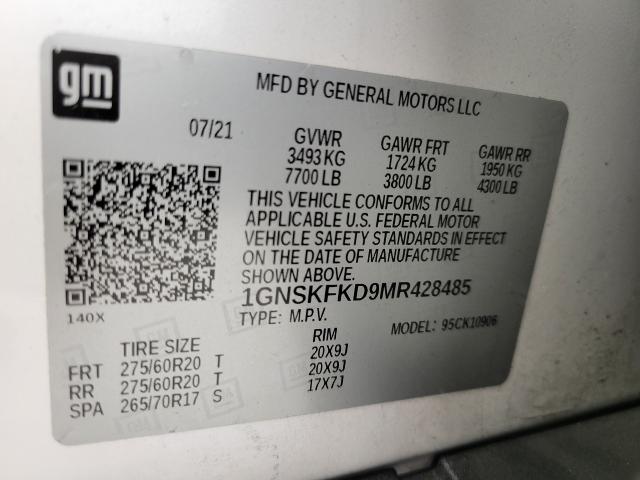 gm
MFD BY GENERAL MOTORS LLC
07/21 GVWR GAWR FRT GAWR RR
3493 KG 1724 KG 1950 KG
7700 LB 3800 LB 4300 LB
THIS VEHICLE CONFORMS TO ALL
APPLICABLE U.S. FEDERAL MOTOR
VEHICLE SAFETY STANDARDS IN EFFECT
ON THE DATE OF MANUFACTURE
SHOWN ABOVE.
1GNSKFKD9MR428485
140X TYPE: M.P.V. MODEL: 95CK10906
TIRE SIZE RIM
FRT 275/60R20 T 20X9J
RR 275/60R20 T 20X9J
SPA 265/70R17 S 17X7J